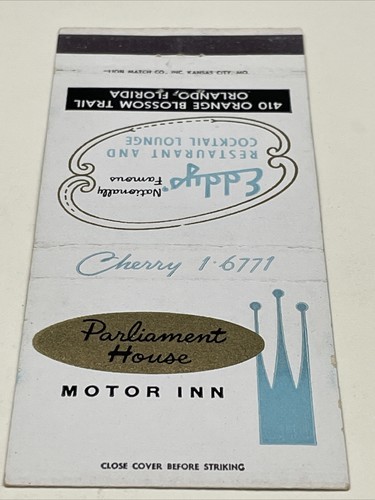 LION MATCH CO., INC. KANSAS CITY, MO.
410 ORANGE BLOSSOM TRAIL
ORLANDO, FLORIDA
Nationally
Famous
Eddy's
RESTAURANT AND
COCKTAIL LOUNGE
Cherry 1-6771
Parliament
House
MOTOR INN
CLOSE COVER BEFORE STRIKING